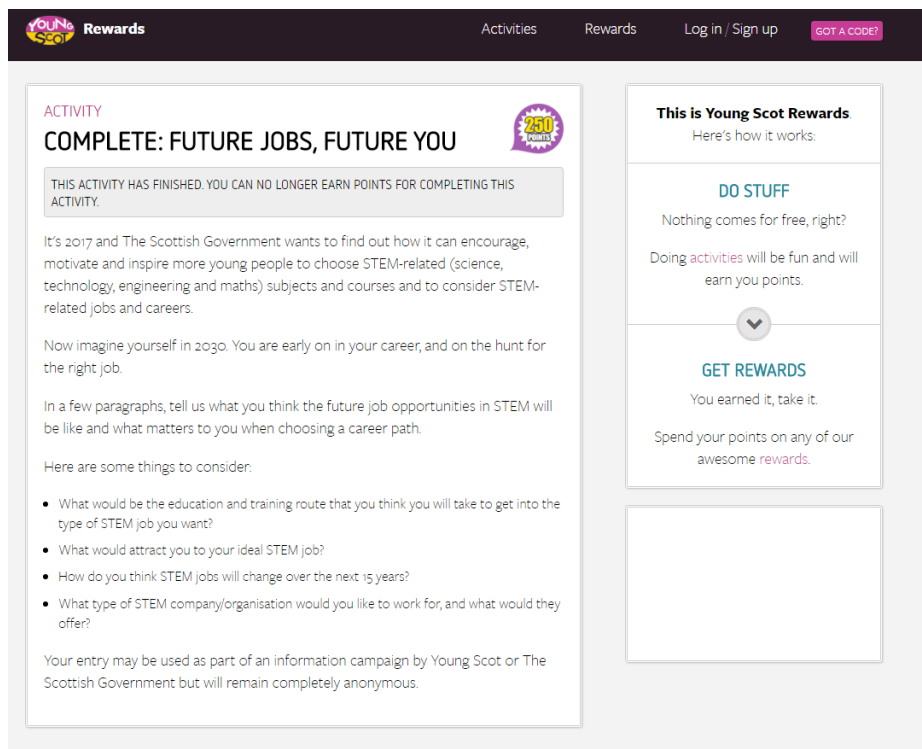 YOUNG
SCOT
Rewards
Activities
Rewards
Log in / Sign up
GOT A CODE?
ACTIVITY
COMPLETE: FUTURE JOBS, FUTURE YOU
250
POINTS
THIS ACTIVITY HAS FINISHED. YOU CAN NO LONGER EARN POINTS FOR COMPLETING THIS
ACTIVITY.
It's 2017 and The Scottish Government wants to find out how it can encourage,
motivate and inspire more young people to choose STEM-related (science,
technology, engineering and maths) subjects and courses and to consider STEM-
related jobs and careers.
Now imagine yourself in 2030. You are early on in your career, and on the hunt for
the right job.
In a few paragraphs, tell us what you think the future job opportunities in STEM will
be like and what matters to you when choosing a career path.
Here are some things to consider:
• What would be the education and training route that you think you will take to get into the
type of STEM job you want?
• What would attract you to your ideal STEM job?
• How do you think STEM jobs will change over the next 15 years?
• What type of STEM company/organisation would you like to work for, and what would they
offer?
Your entry may be used as part of an information campaign by Young Scot or The
Scottish Government but will remain completely anonymous.
This is Young Scot Rewards.
Here's how it works:
DO STUFF
Nothing comes for free, right?
Doing activities will be fun and will
earn you points.
GET REWARDS
You earned it, take it.
Spend your points on any of our
awesome rewards.